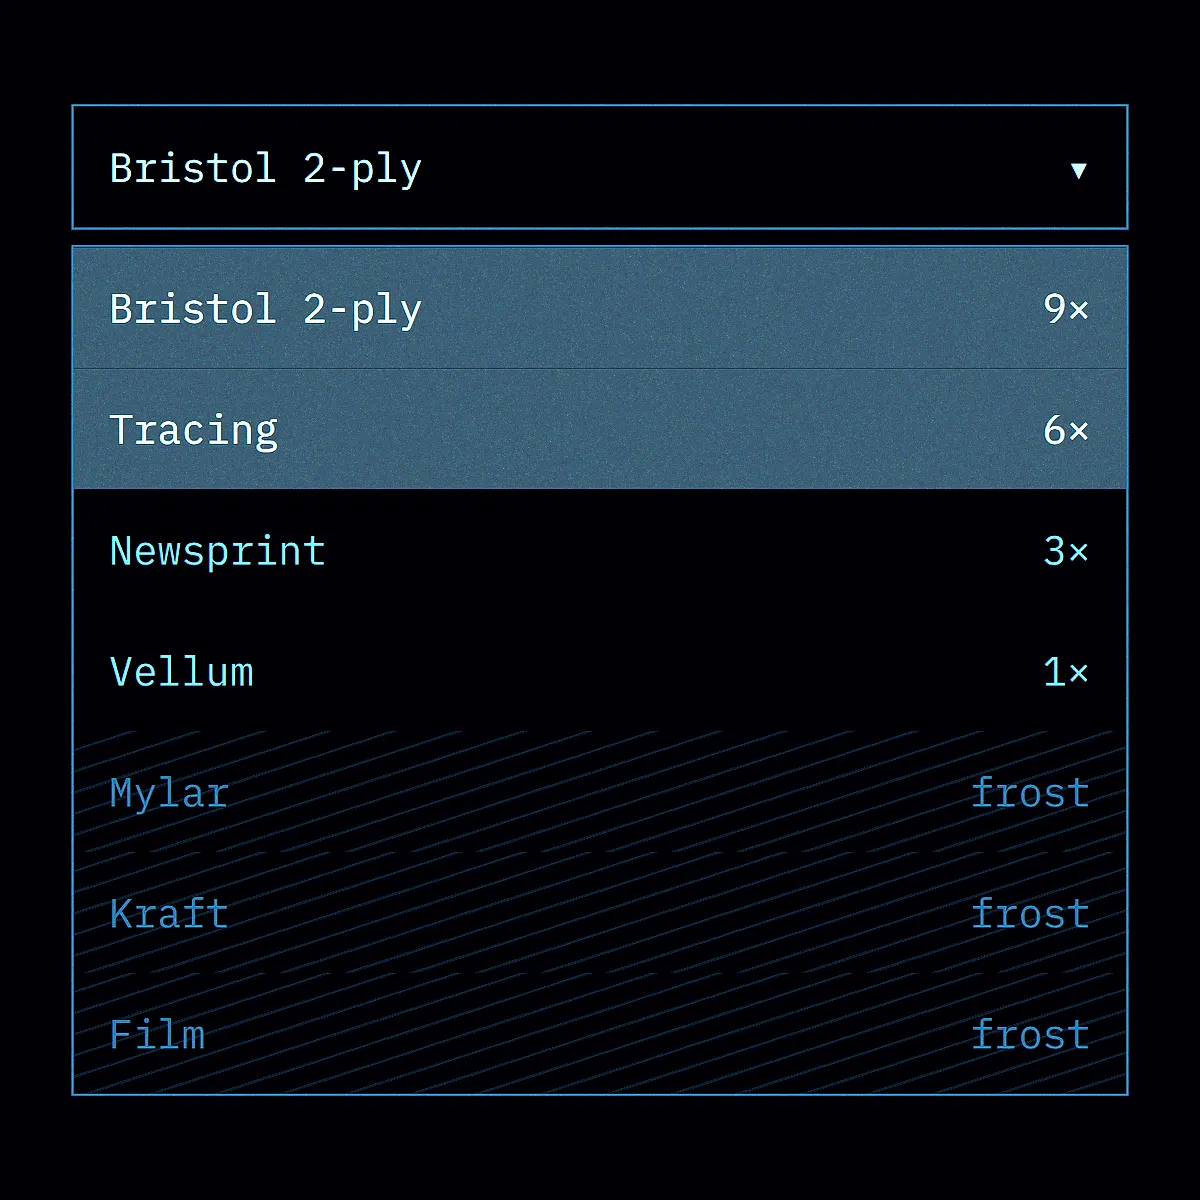 Bristol 2-ply ▼
Bristol 2-ply 9×
Tracing 6×
Newsprint 3×
Vellum 1×
Mylar frost
Kraft frost
Film frost